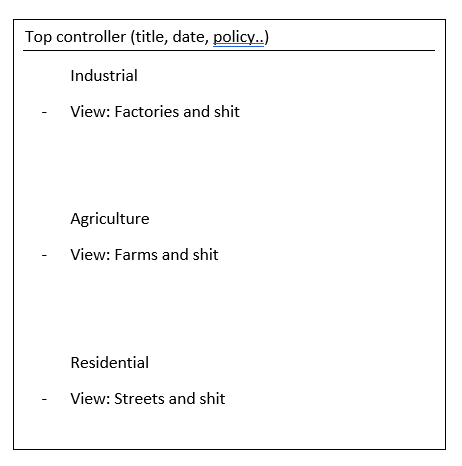 Top controller (title, date, policy..)
Industrial
- View: Factories and shit
Agriculture
- View: Farms and shit
Residential
- View: Streets and shit